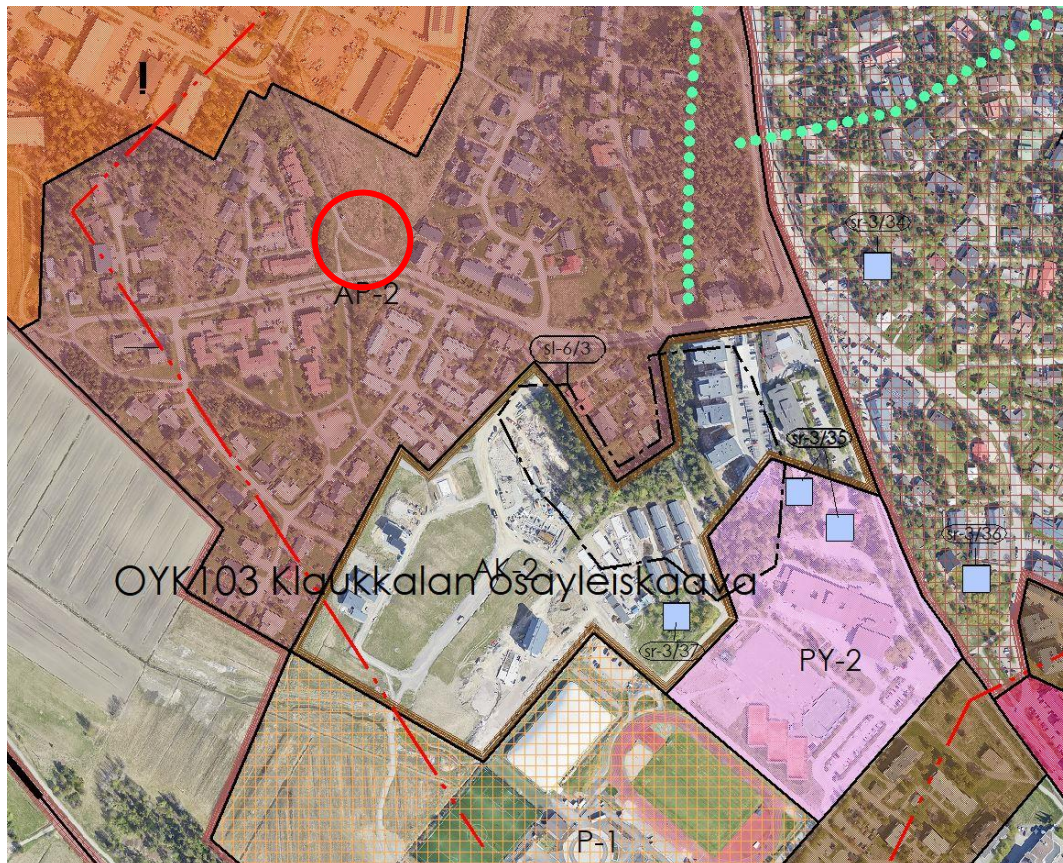 I
sr-3/34
AP-2
sl-6/3
sr-3/35
sr-3/36
OYK103 Klaukkalan osayleiskaava
AK-2
sr-3/37
PY-2
P-1